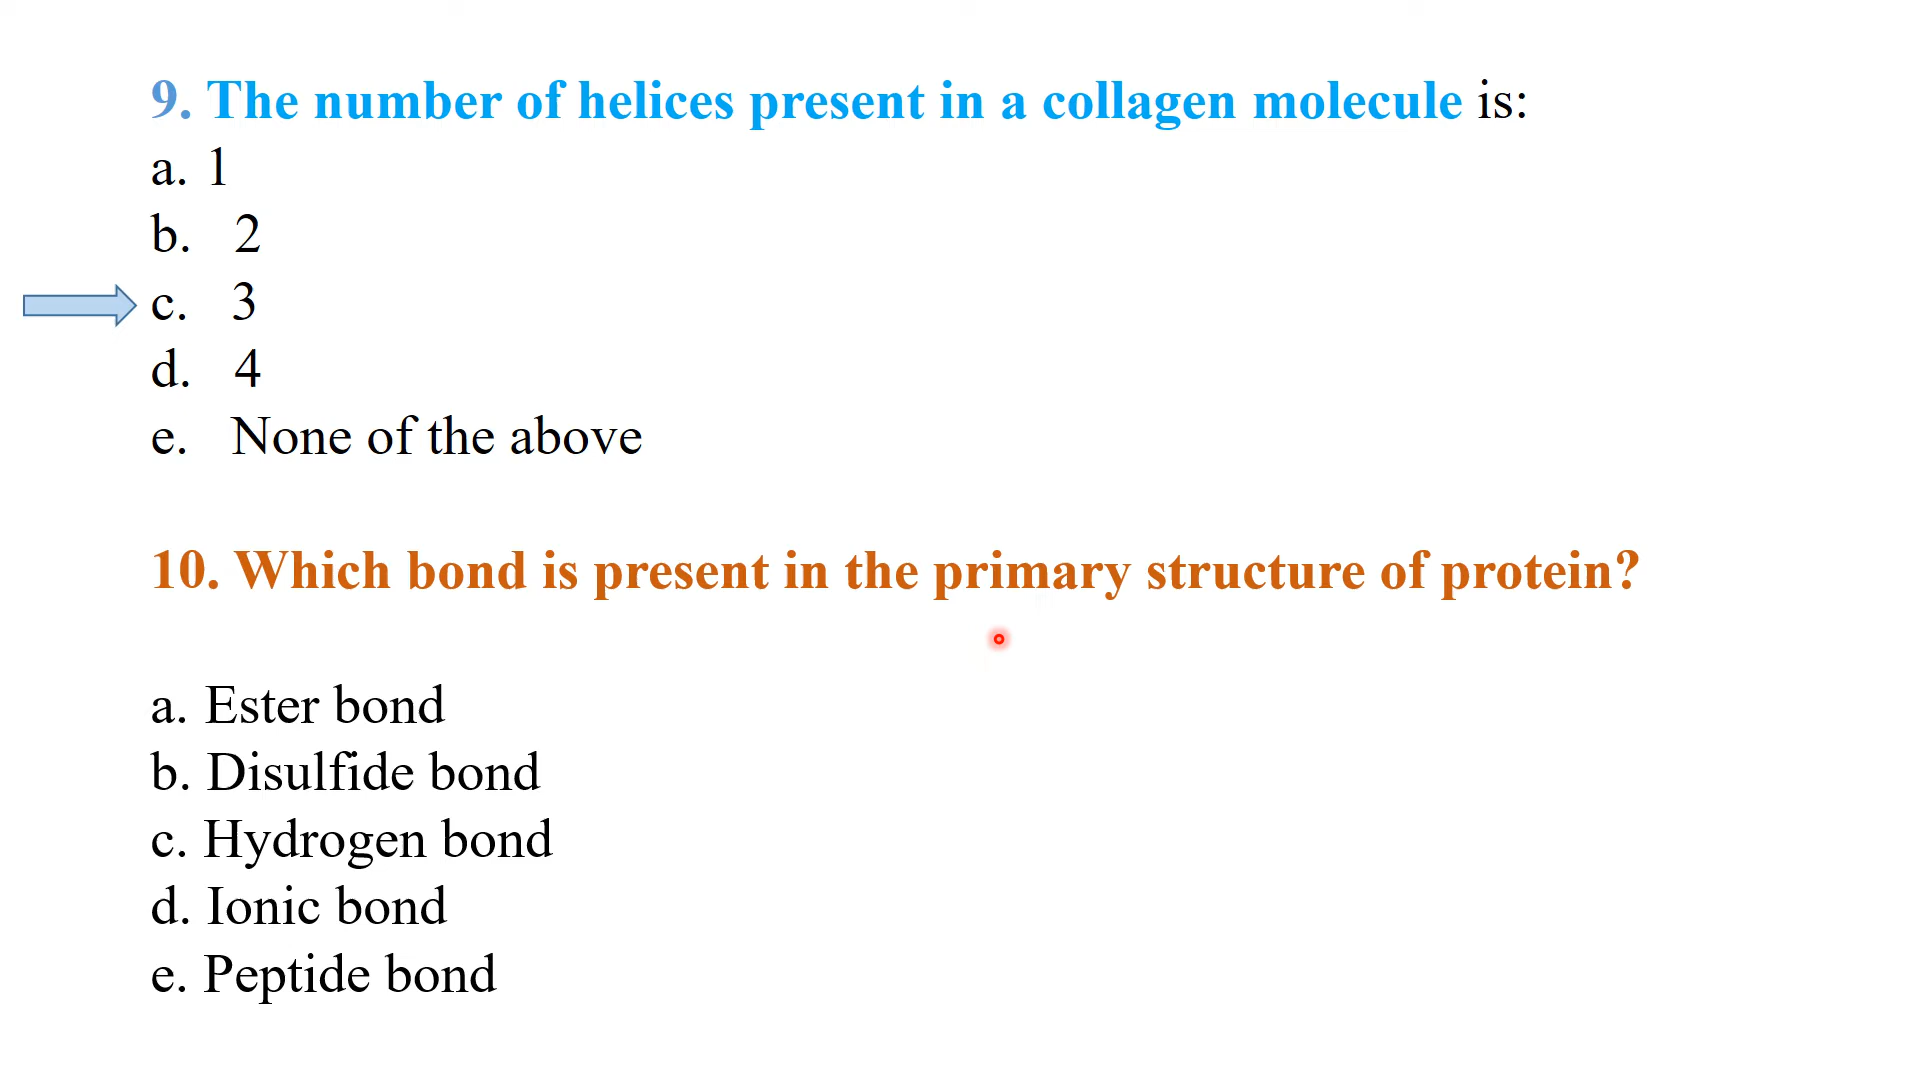 9. The number of helices present in a collagen molecule is:
a. 1
b. 2
c. 3
d. 4
e. None of the above
10. Which bond is present in the primary structure of protein?
a. Ester bond
b. Disulfide bond
c. Hydrogen bond
d. Ionic bond
e. Peptide bond